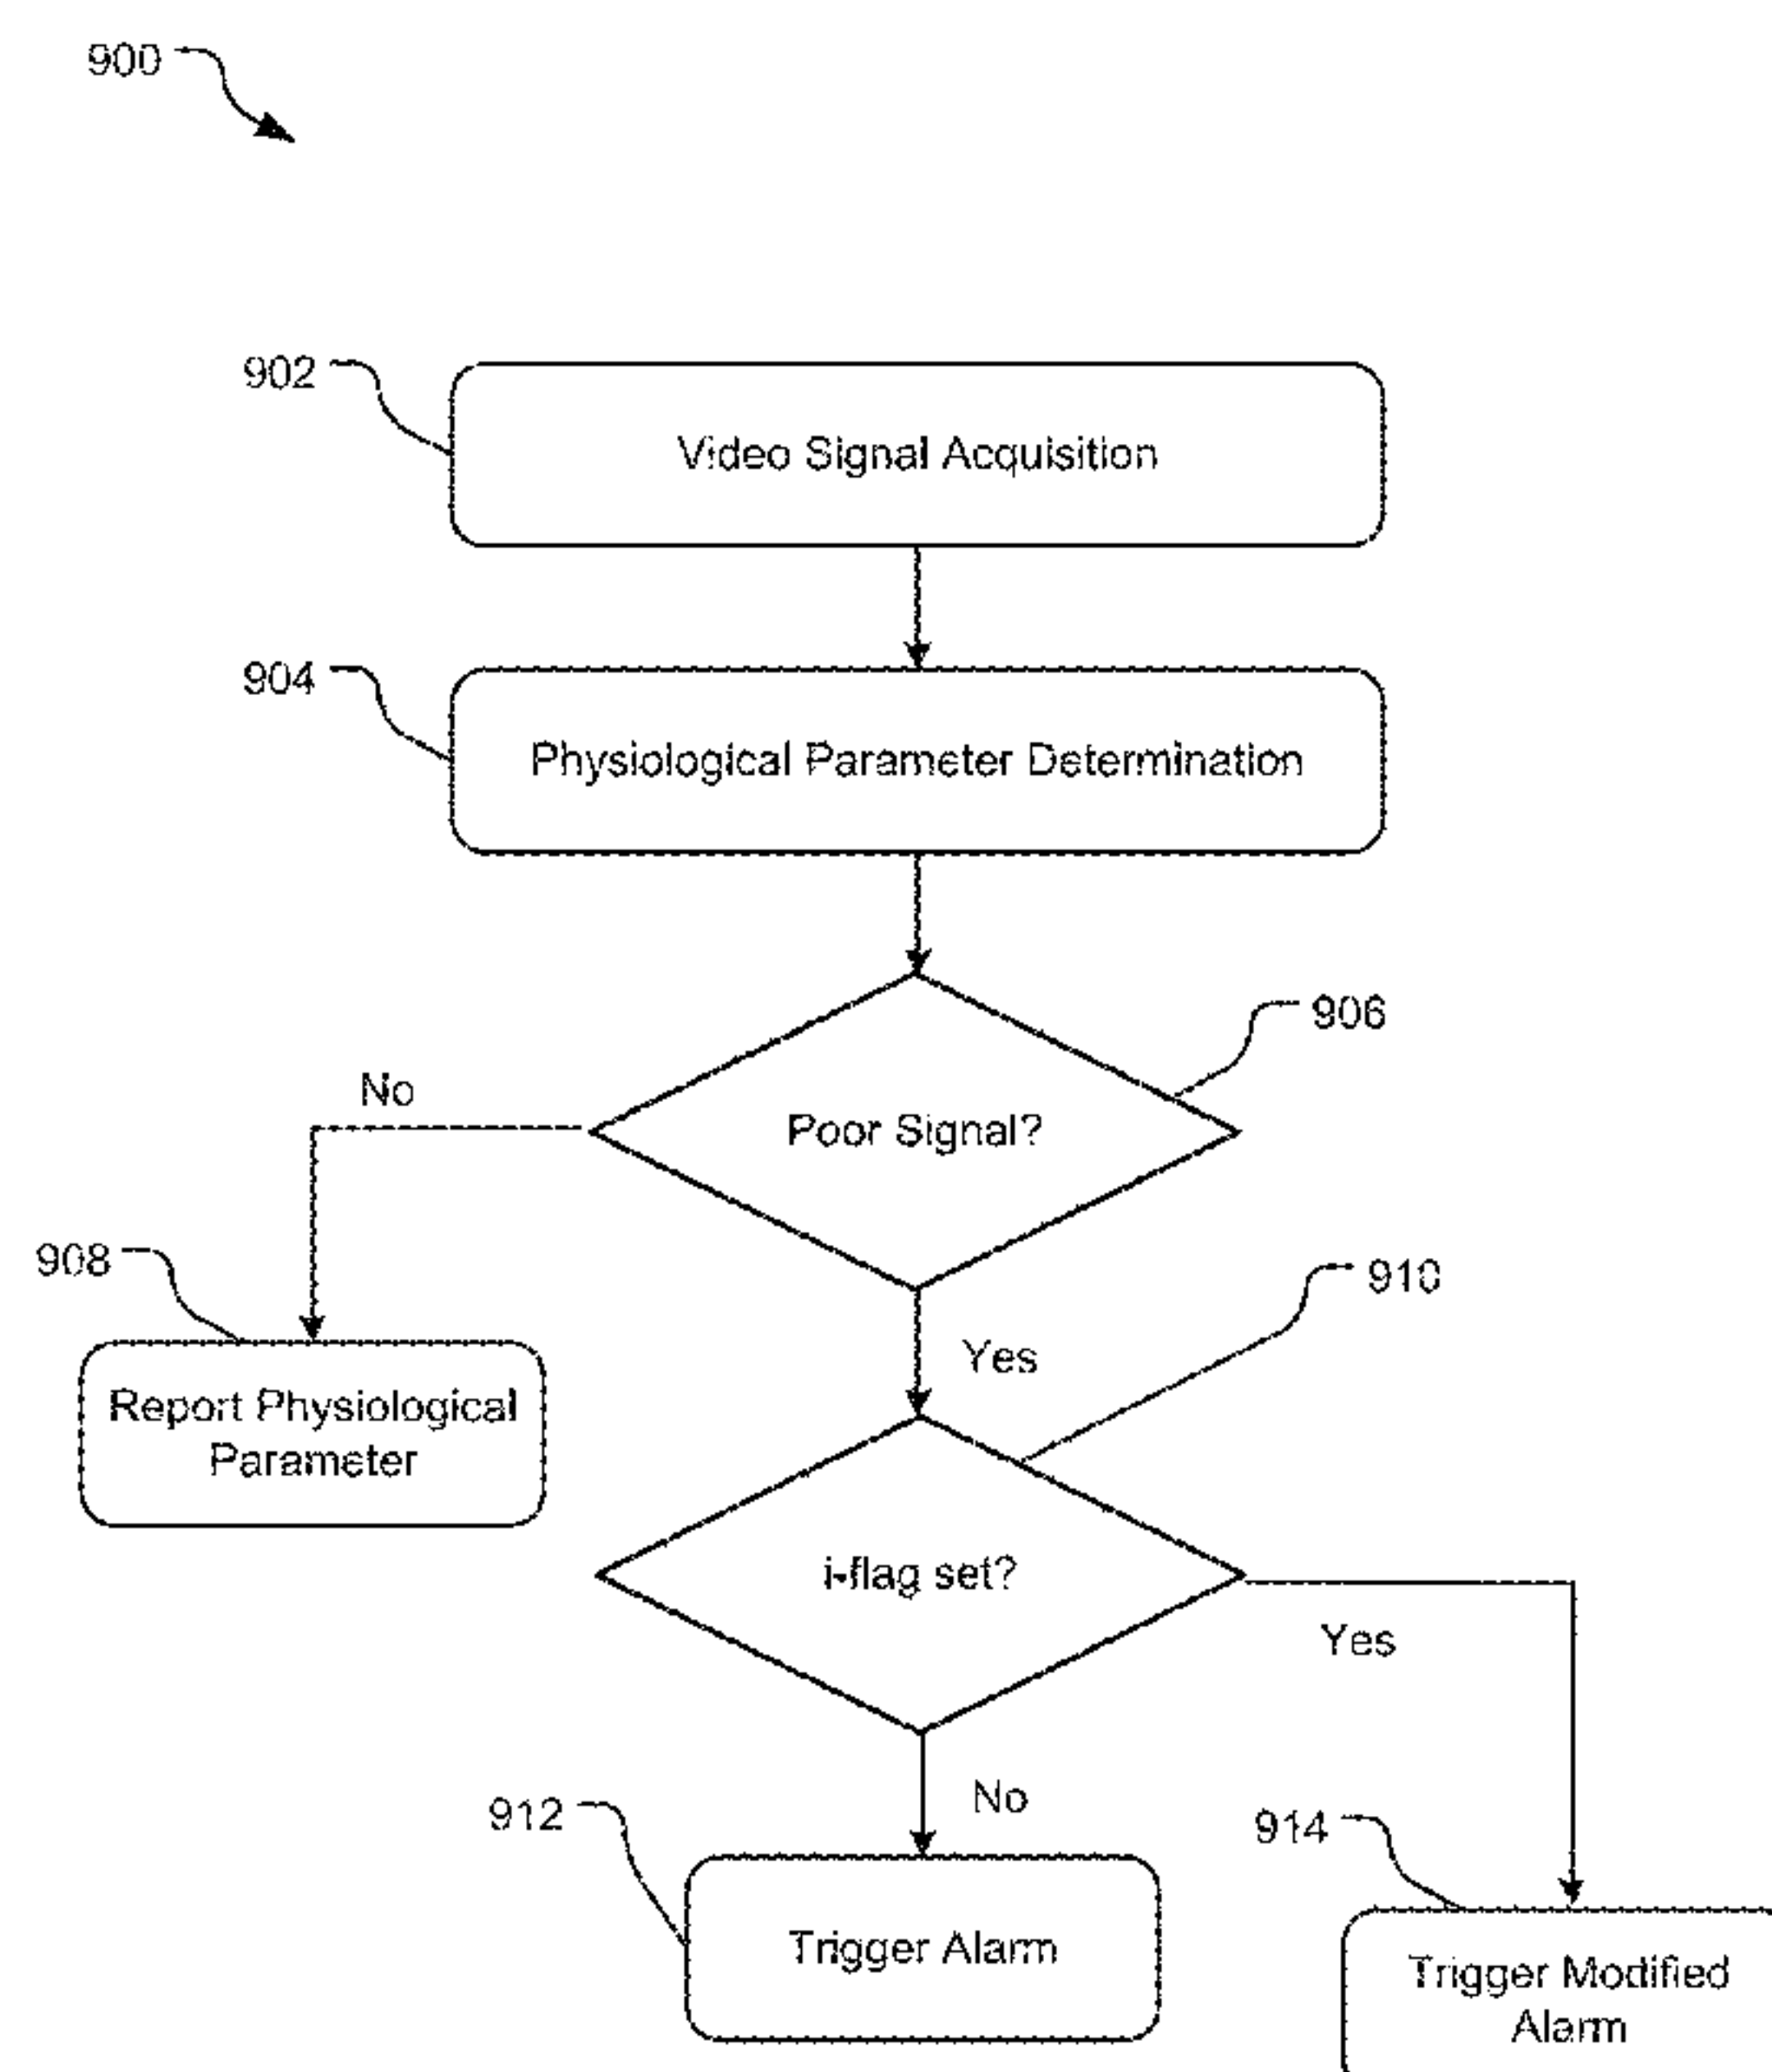 900
902
Video Signal Acquisition
904
Physiological Parameter Determination
906
Poor Signal?
No
908
Report Physiological
Parameter
Yes
910
i-flag set?
Yes
No
912
Trigger Alarm
914
Trigger Modified
Alarm